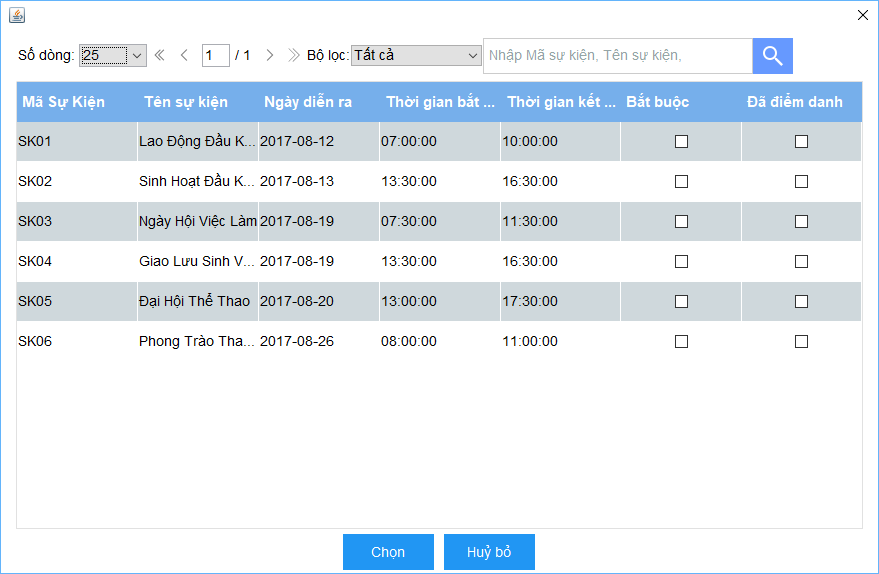 Số dòng: 25 1 / 1 Bộ lọc: Tất cả Nhập Mã sự kiện, Tên sự kiện,
Mã Sự Kiện Tên sự kiện Ngày diễn ra Thời gian bắt ... Thời gian kết ... Bắt buộc Đã điểm danh
SK01 Lao Động Đầu K... 2017-08-12 07:00:00 10:00:00
SK02 Sinh Hoạt Đầu K... 2017-08-13 13:30:00 16:30:00
SK03 Ngày Hội Việc Làm 2017-08-19 07:30:00 11:30:00
SK04 Giao Lưu Sinh V... 2017-08-19 13:30:00 16:30:00
SK05 Đại Hội Thể Thao 2017-08-20 13:00:00 17:30:00
SK06 Phong Trào Tha... 2017-08-26 08:00:00 11:00:00
Chọn Huỷ bỏ